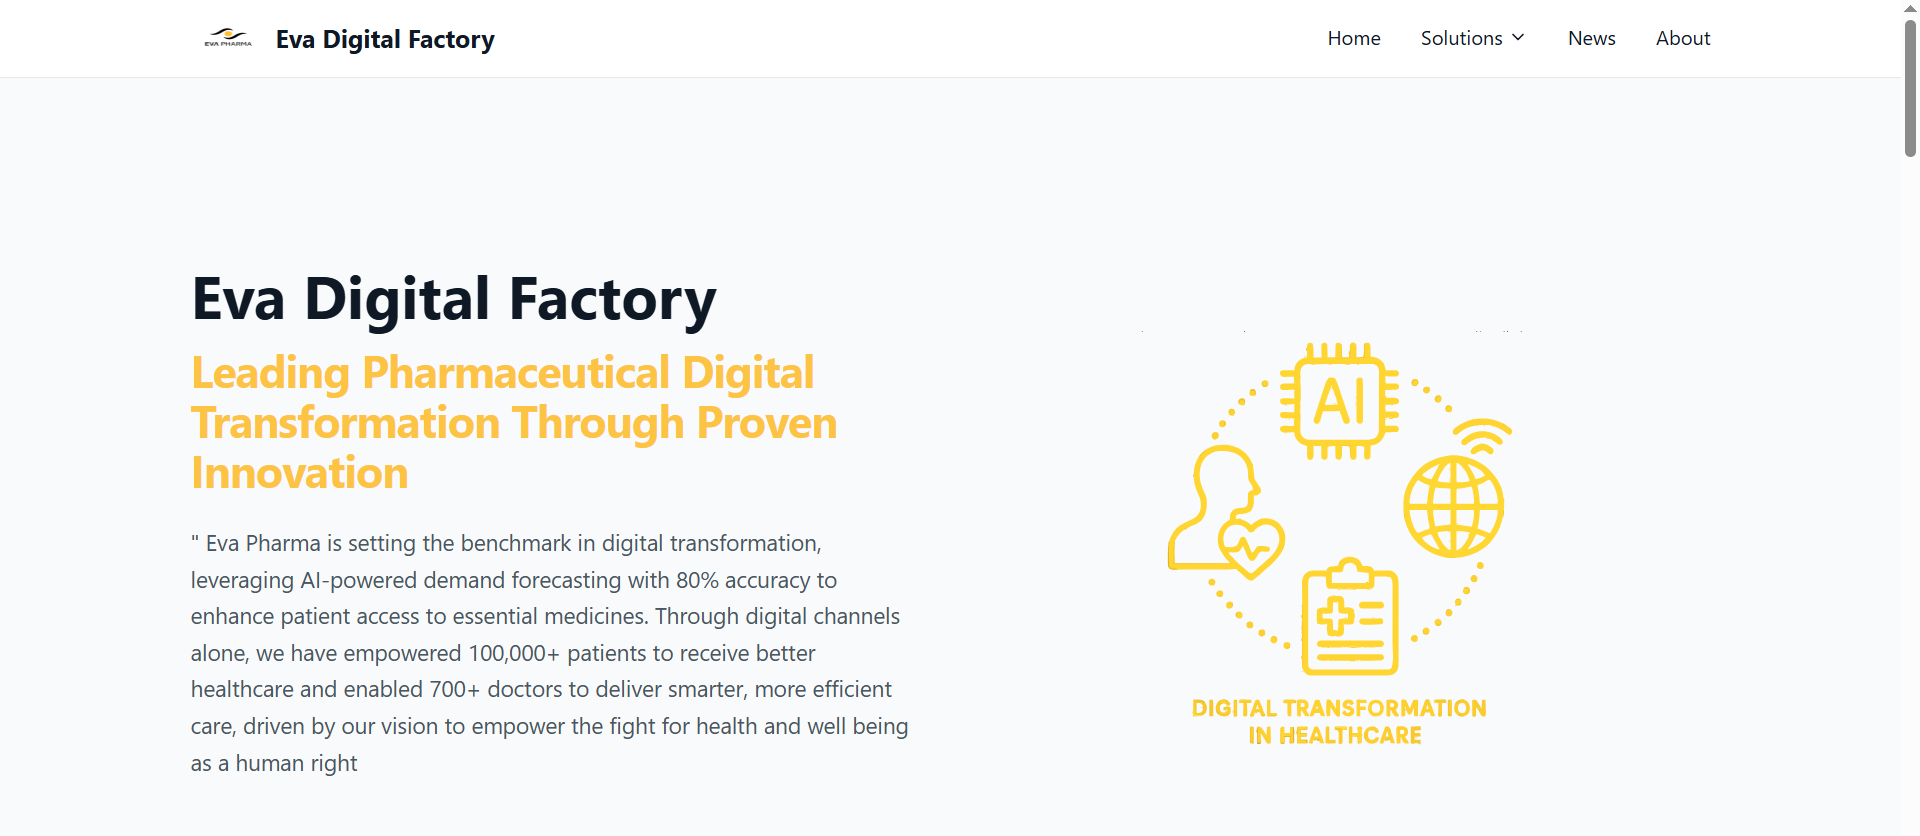 EVA PHARMA
Eva Digital Factory
Home
Solutions
News
About
Eva Digital Factory
Leading Pharmaceutical Digital
Transformation Through Proven
Innovation
" Eva Pharma is setting the benchmark in digital transformation,
leveraging AI-powered demand forecasting with 80% accuracy to
enhance patient access to essential medicines. Through digital channels
alone, we have empowered 100,000+ patients to receive better
healthcare and enabled 700+ doctors to deliver smarter, more efficient
care, driven by our vision to empower the fight for health and well being
as a human right
AI
DIGITAL TRANSFORMATION
IN HEALTHCARE